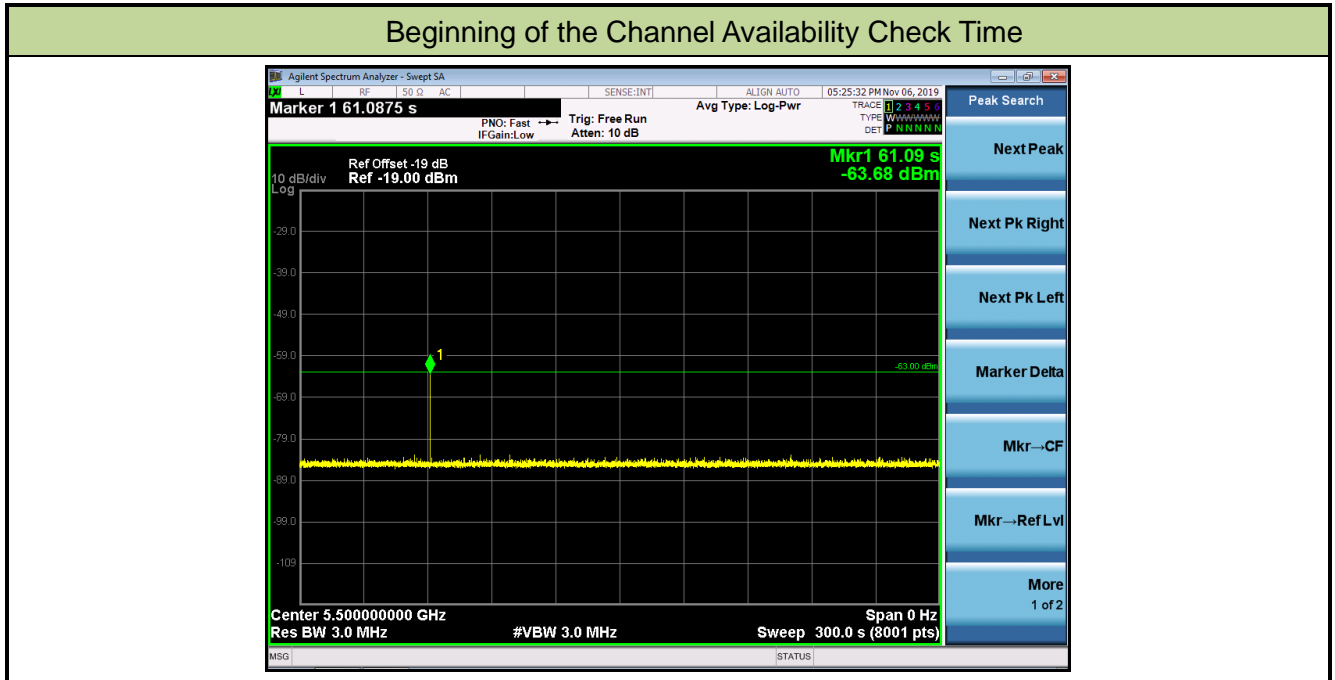 Beginning of the Channel Availability Check Time
Agilent Spectrum Analyzer - Swept SA
LXI L RF 50 Ω AC SENSE:INT ALIGN AUTO 05:25:32 PM Nov 06, 2019
Marker 1 61.0875 s
PNO: Fast
IFGain:Low
Trig: Free Run
Atten: 10 dB
Avg Type: Log-Pwr
TRACE 1 2 3 4 5 6
TYPE WWWWWW
DET P N N N N N
Peak Search
Mkr1 61.09 s
-63.68 dBm
Ref Offset -19 dB
10 dB/div Ref -19.00 dBm
Log
-29.0
-39.0
-49.0
-59.0
1
-63.00 dBm
-69.0
-79.0
-89.0
-99.0
-109
Center 5.500000000 GHz Span 0 Hz
Res BW 3.0 MHz #VBW 3.0 MHz Sweep 300.0 s (8001 pts)
MSG STATUS
Next Peak
Next Pk Right
Next Pk Left
Marker Delta
Mkr→CF
Mkr→Ref Lvl
More
1 of 2